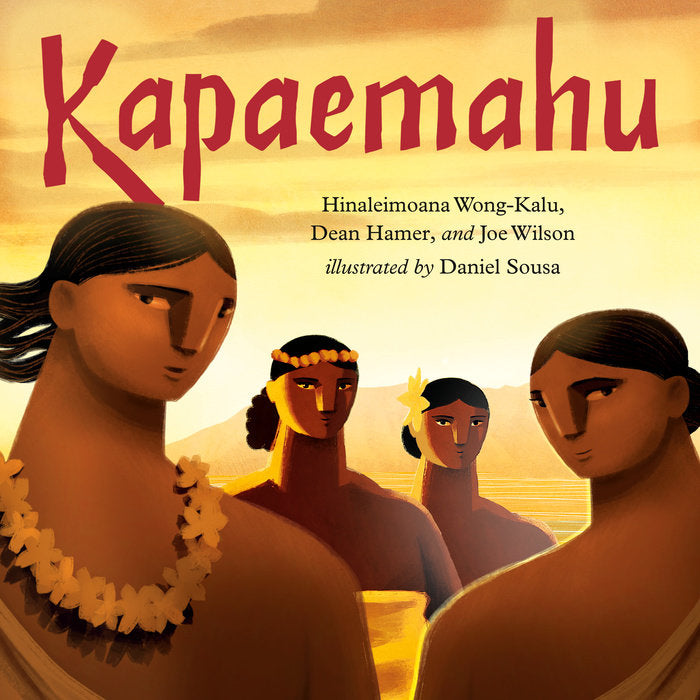 Kapaemahu
Hinaleimoana Wong-Kalu,
Dean Hamer, and Joe Wilson
illustrated by Daniel Sousa